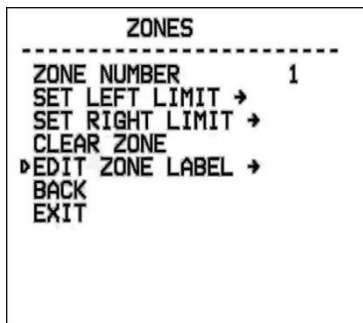 ZONES
------------------------
ZONE NUMBER 1
SET LEFT LIMIT →
SET RIGHT LIMIT →
CLEAR ZONE
▷EDIT ZONE LABEL →
BACK
EXIT